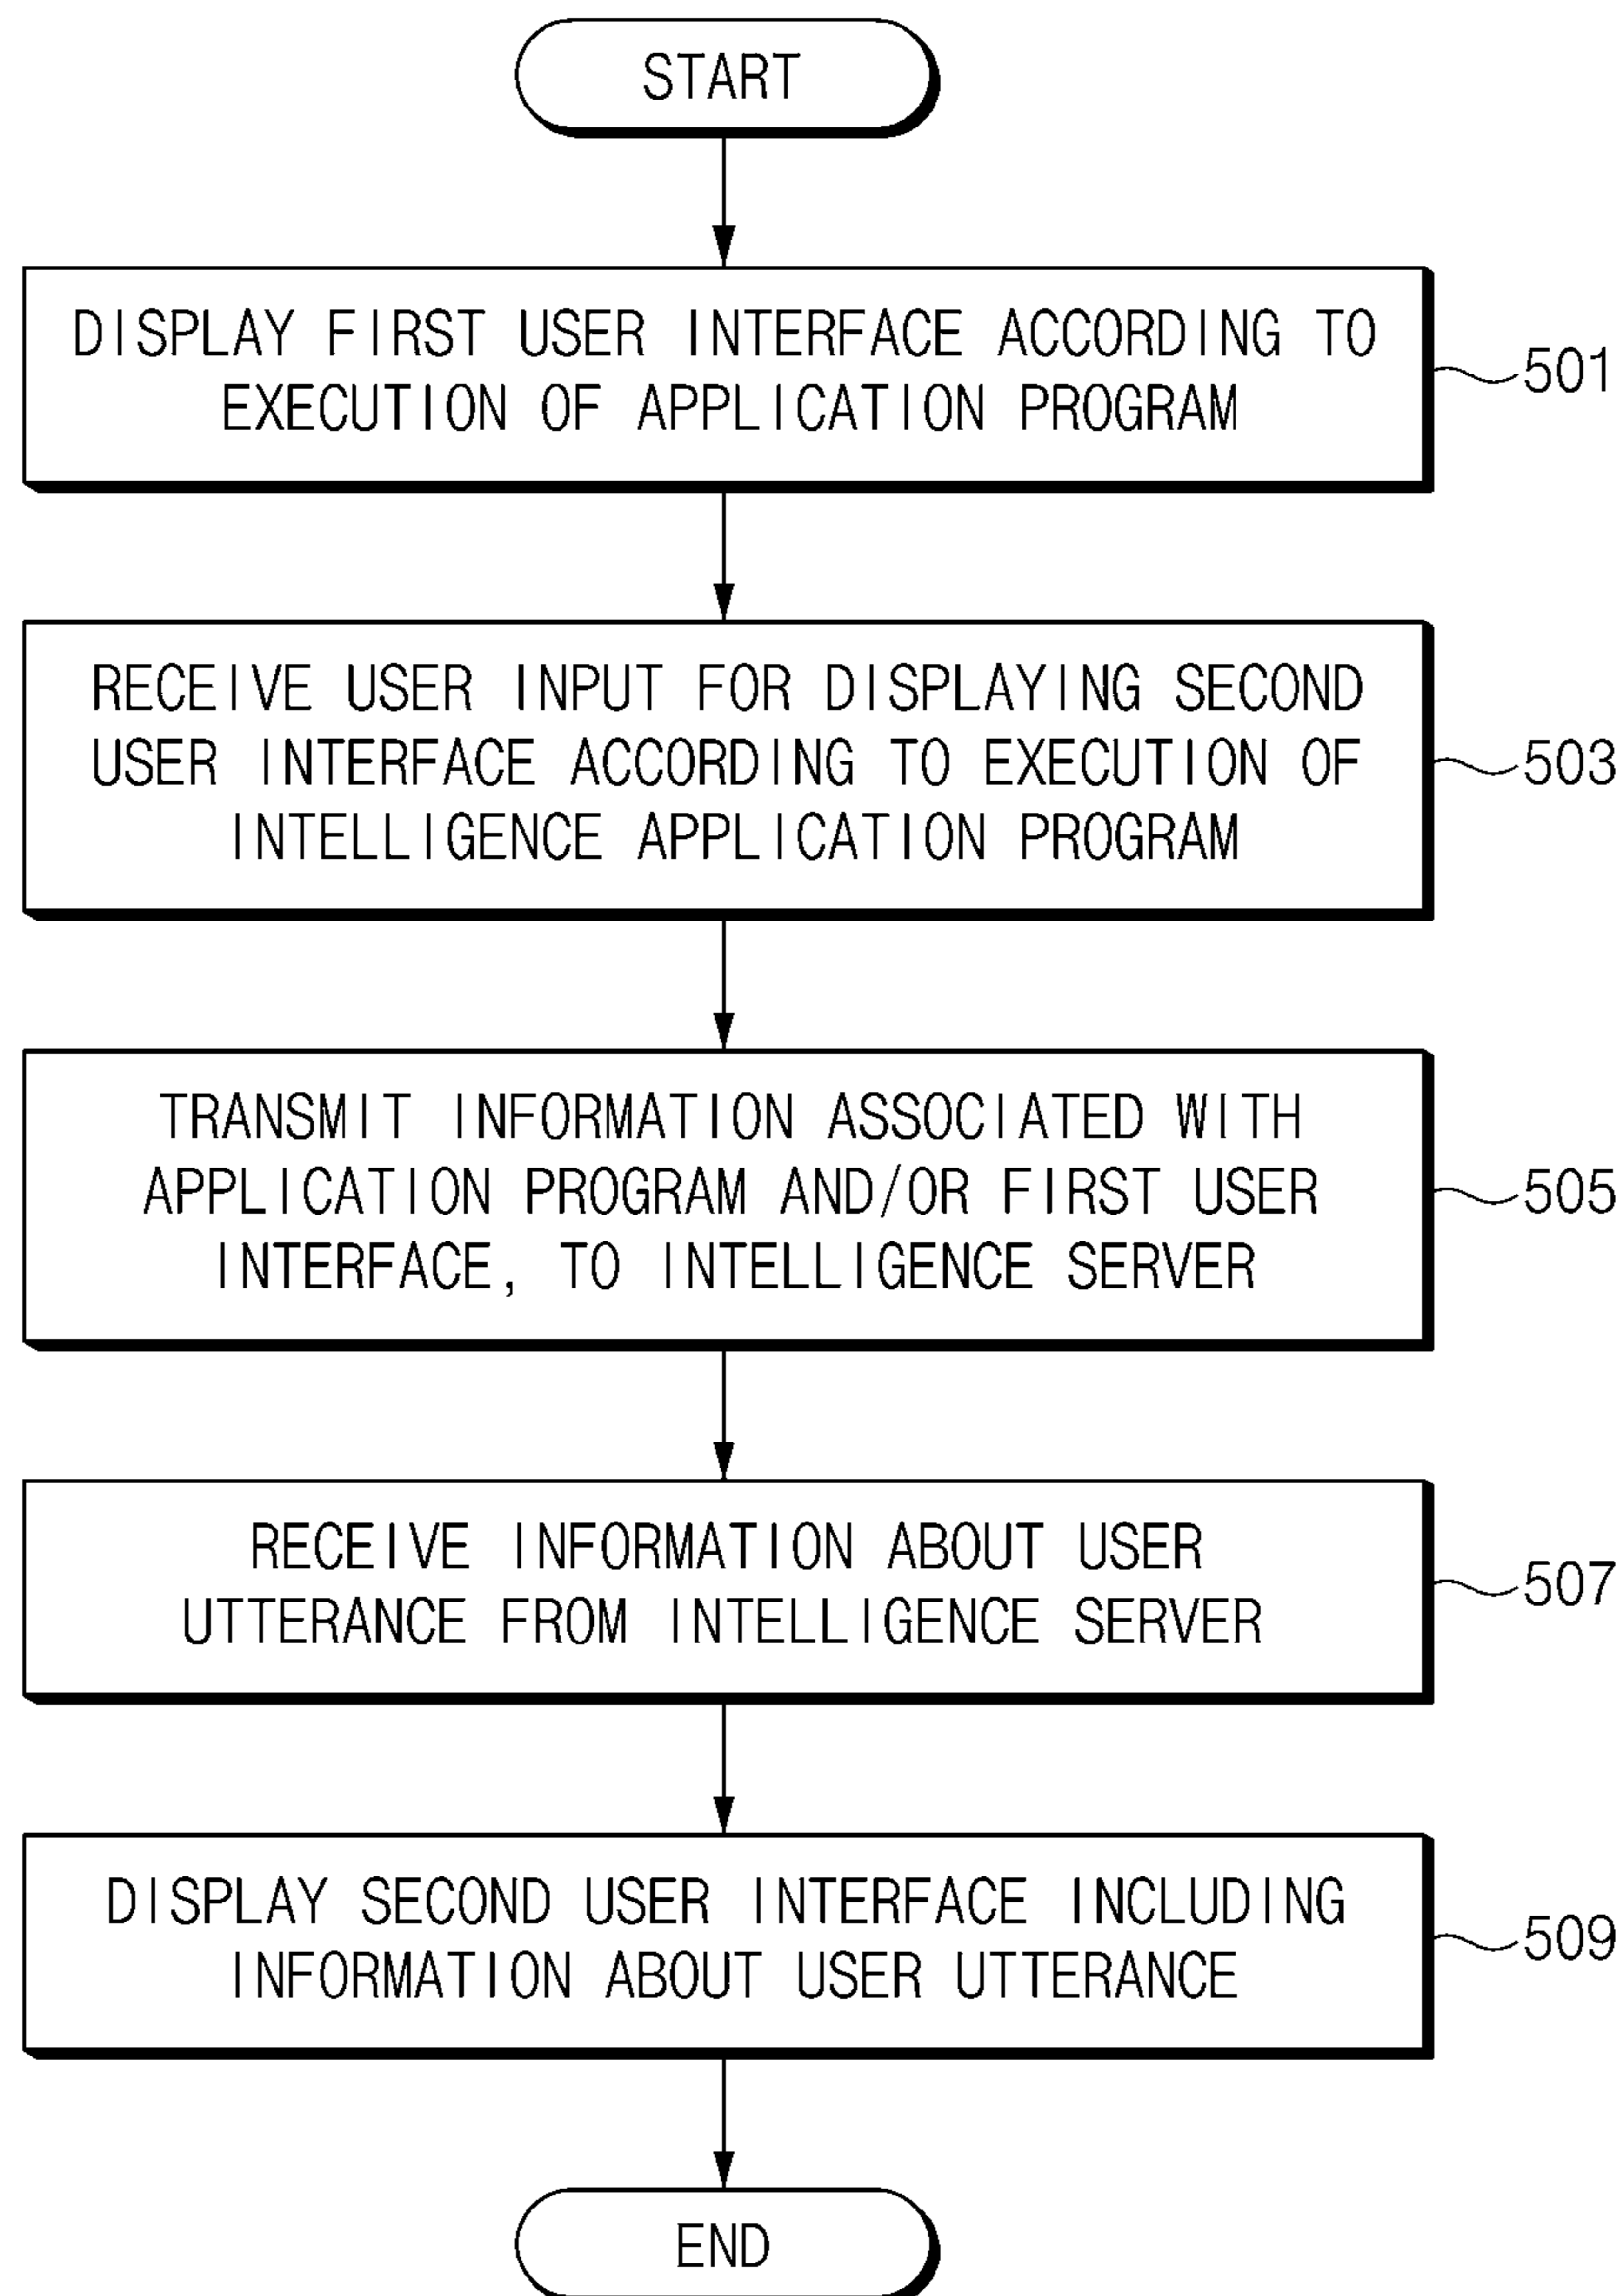 START
DISPLAY FIRST USER INTERFACE ACCORDING TO
EXECUTION OF APPLICATION PROGRAM
501
RECEIVE USER INPUT FOR DISPLAYING SECOND
USER INTERFACE ACCORDING TO EXECUTION OF
INTELLIGENCE APPLICATION PROGRAM
503
TRANSMIT INFORMATION ASSOCIATED WITH
APPLICATION PROGRAM AND/OR FIRST USER
INTERFACE, TO INTELLIGENCE SERVER
505
RECEIVE INFORMATION ABOUT USER
UTTERANCE FROM INTELLIGENCE SERVER
507
DISPLAY SECOND USER INTERFACE INCLUDING
INFORMATION ABOUT USER UTTERANCE
509
END